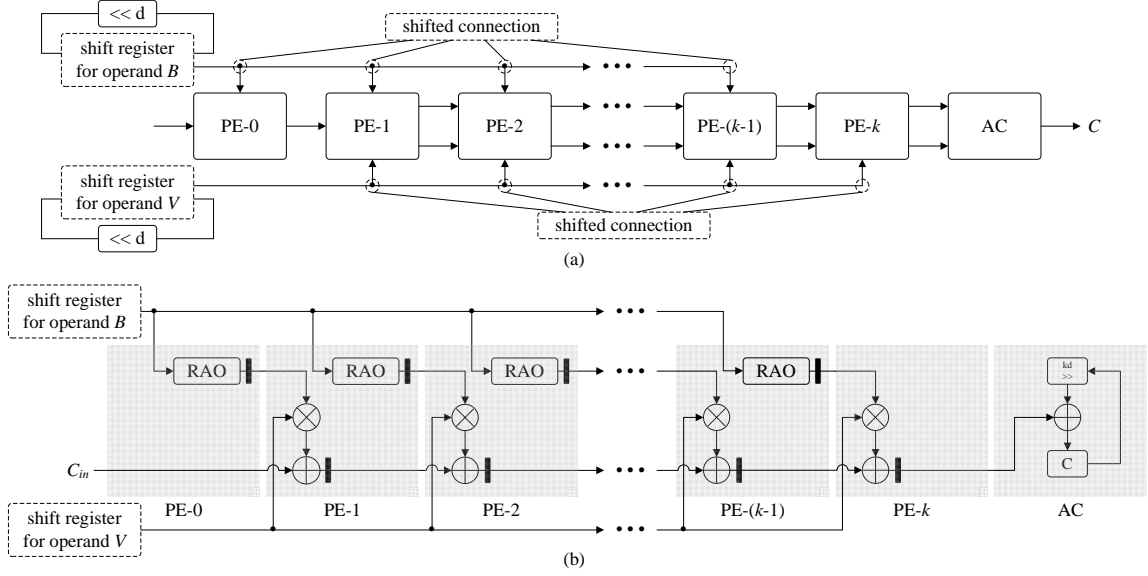 << d
shifted connection
shift register
for operand B
• • •
PE-0
PE-1
PE-2
• • •
PE-(k-1)
PE-k
AC
C
• • •
shift register
for operand V
• • •
<< d
shifted connection
(a)
shift register
for operand B
• • •
RAO
RAO
RAO
• • •
RAO
kd
>>
C_in
• • •
C
PE-0
PE-1
PE-2
PE-(k-1)
PE-k
AC
shift register
for operand V
• • •
(b)